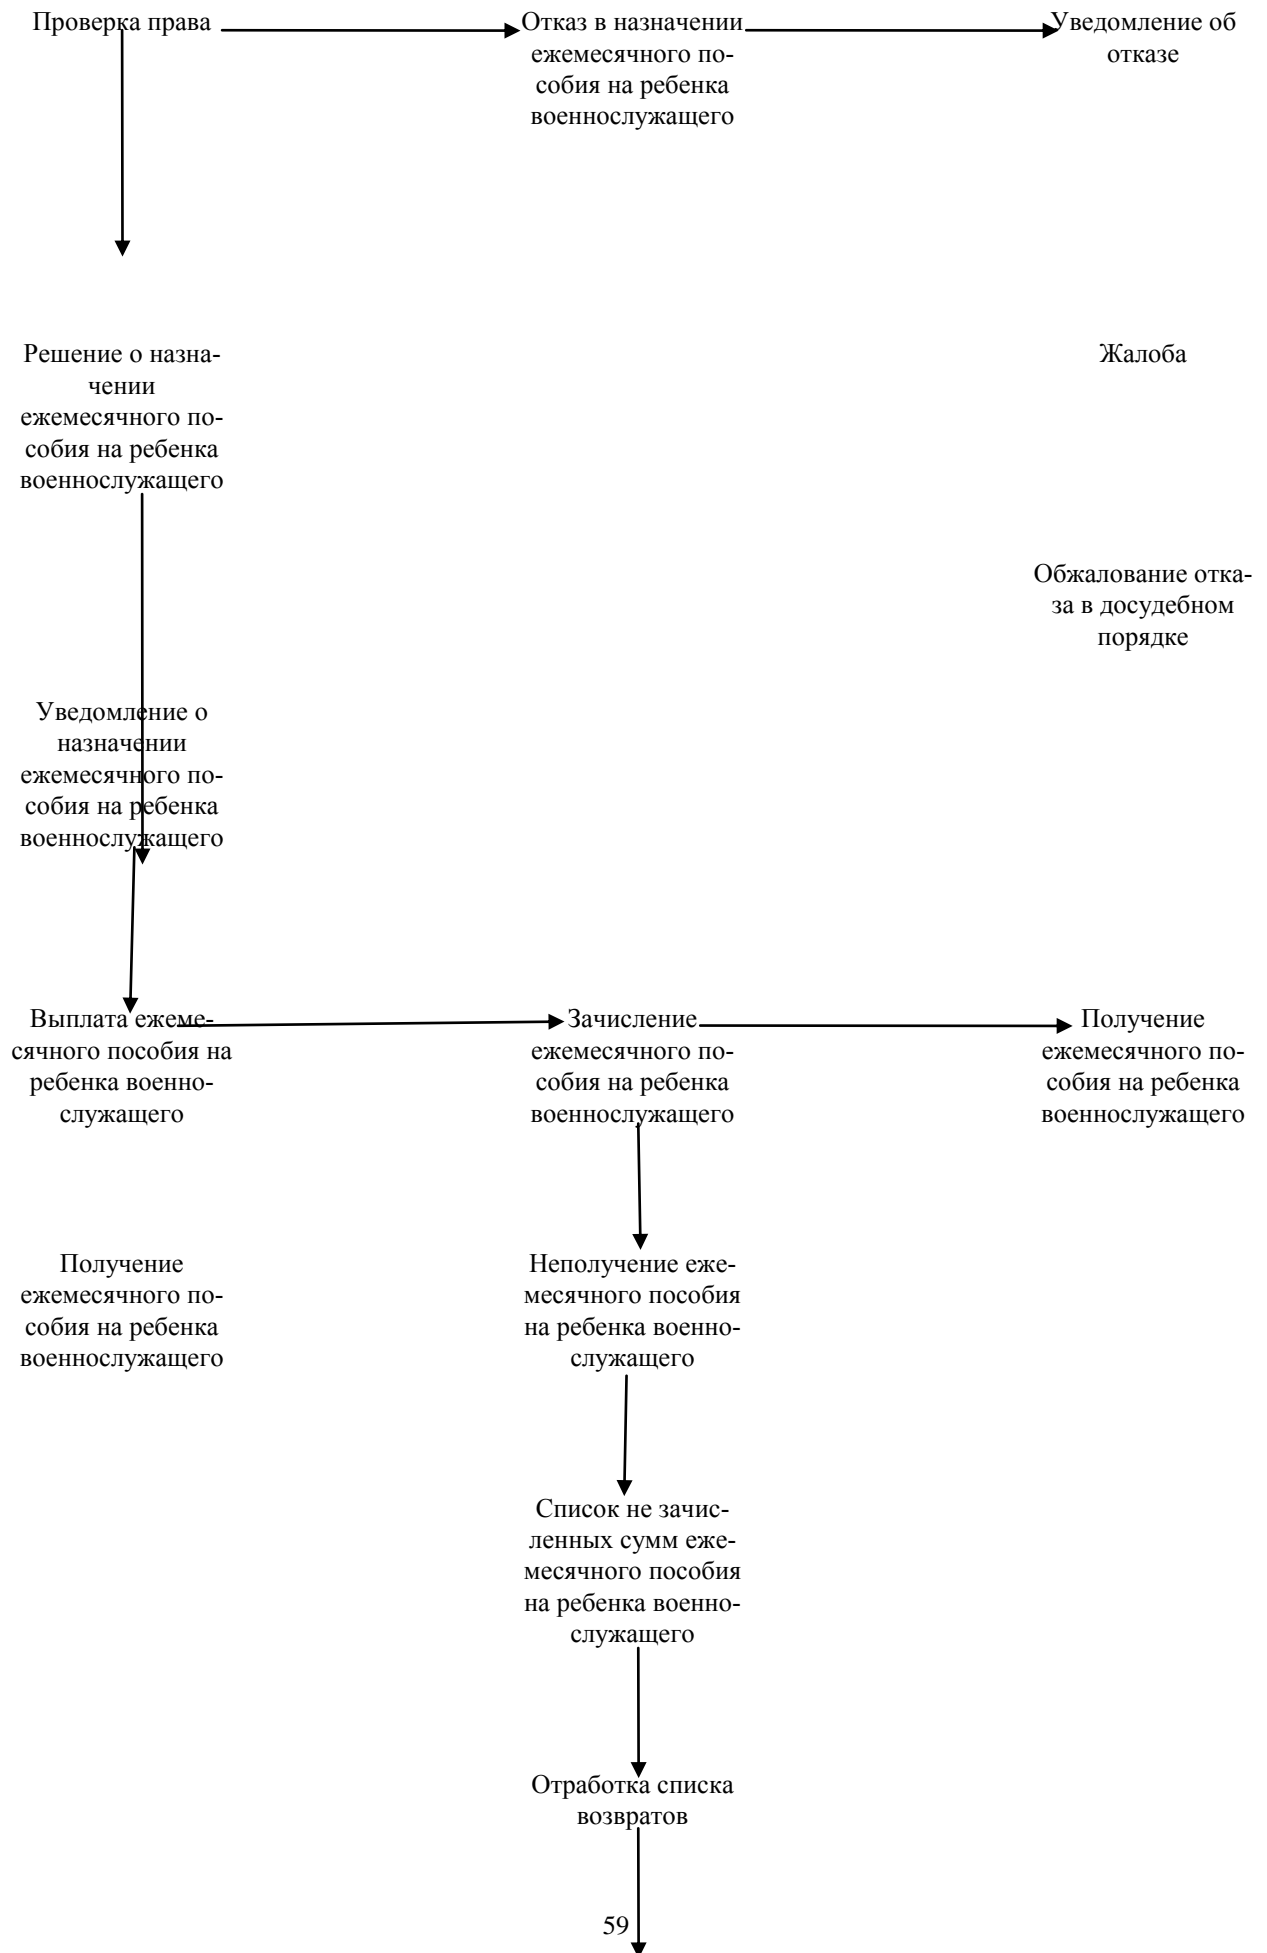 Проверка права
Отказ в назначении
ежемесячного по-
собия на ребенка
военнослужащего
Уведомление об
отказе
Решение о назна-
чении
ежемесячного по-
собия на ребенка
военнослужащего
Жалоба
Обжалование отка-
за в досудебном
порядке
Уведомление о
назначении
ежемесячного по-
собия на ребенка
военнослужащего
Выплата ежеме-
сячного пособия на
ребенка военно-
служащего
Зачисление
ежемесячного по-
собия на ребенка
военнослужащего
Получение
ежемесячного по-
собия на ребенка
военнослужащего
Получение
ежемесячного по-
собия на ребенка
военнослужащего
Неполучение еже-
месячного пособия
на ребенка военно-
служащего
Список не зачис-
ленных сумм еже-
месячного пособия
на ребенка военно-
служащего
Отработка списка
возвратов
59